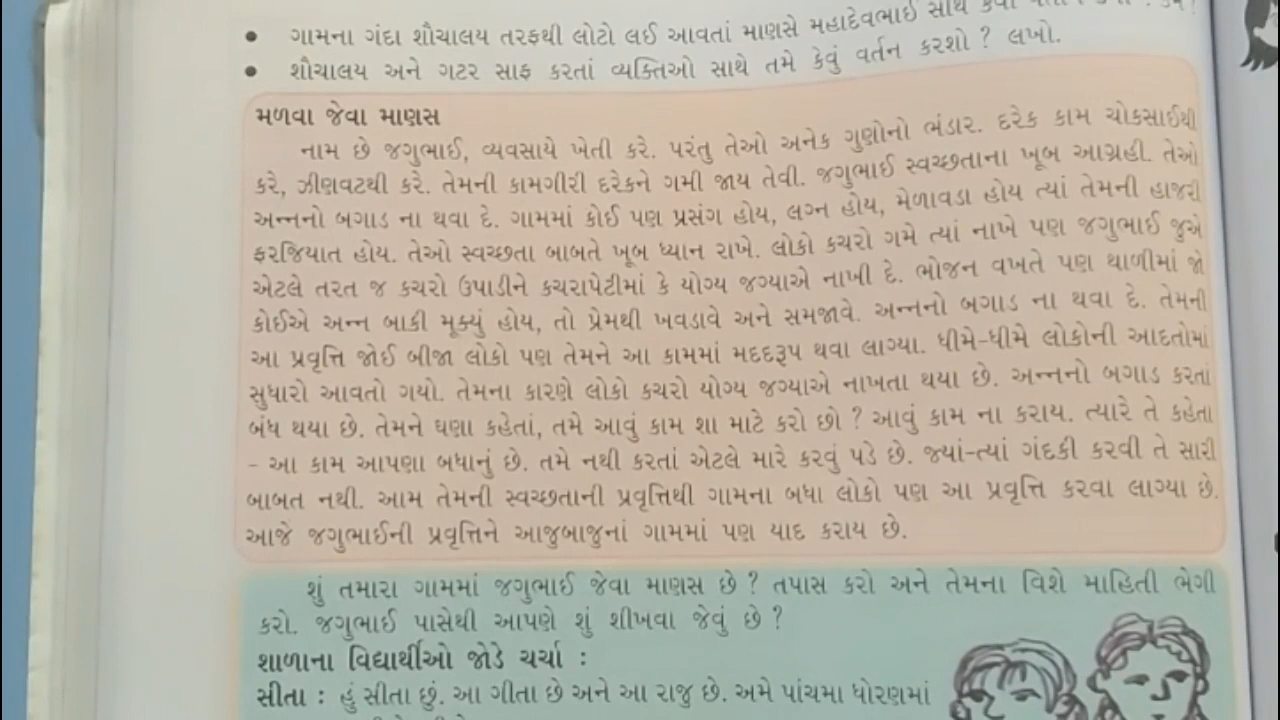 ગામના ગંદા શૌચાલય તરફથી લોટો લઈ આવતાં માણસે મહાદેવભાઈ સાથે
શૌચાલય અને ગટર સાફ કરતાં વ્યક્તિઓ સાથે તમે કેવું વર્તન કરશો ? લખો.
મળવા જેવા માણસ
નામ છે જગુભાઈ, વ્યવસાયે ખેતી કરે. પરંતુ તેઓ અનેક ગુણોનો ભંડાર. દરેક કામ ચોકસાઈથી
કરે, ઝીણવટથી કરે. તેમની કામગીરી દરેકને ગમી જાય તેવી. જગુભાઈ સ્વચ્છતાના ખૂબ આગ્રહી. તેઓ
અન્નનો બગાડ ના થવા દે. ગામમાં કોઈ પણ પ્રસંગ હોય, લગ્ન હોય, મેળાવડા હોય ત્યાં તેમની હાજરી
ફરજિયાત હોય. તેઓ સ્વચ્છતા બાબતે ખૂબ ધ્યાન રાખે. લોકો કચરો ગમે ત્યાં નાખે પણ જગુભાઈ જુએ
એટલે તરત જ કચરો ઉપાડીને કચરાપેટીમાં કે યોગ્ય જગ્યાએ નાખી દે. ભોજન વખતે પણ થાળીમાં જો
કોઈએ અન્ન બાકી મૂક્યું હોય, તો પ્રેમથી ખવડાવે અને સમજાવે. અન્નનો બગાડ ના થવા દે. તેમની
આ પ્રવૃત્તિ જોઈ બીજા લોકો પણ તેમને આ કામમાં મદદરૂપ થવા લાગ્યા. ધીમે-ધીમે લોકોની આદતોમાં
સુધારો આવતો ગયો. તેમના કારણે લોકો કચરો યોગ્ય જગ્યાએ નાખતા થયા છે. અન્નનો બગાડ કરતાં
બંધ થયા છે. તેમને ઘણા કહેતાં, તમે આવું કામ શા માટે કરો છો ? આવું કામ ના કરાય. ત્યારે તે કહેતા
- આ કામ આપણા બધાનું છે. તમે નથી કરતાં એટલે મારે કરવું પડે છે. જ્યાં-ત્યાં ગંદકી કરવી તે સારી
બાબત નથી. આમ તેમની સ્વચ્છતાની પ્રવૃત્તિથી ગામના બધા લોકો પણ આ પ્રવૃત્તિ કરવા લાગ્યા છે.
આજે જગુભાઈની પ્રવૃત્તિને આજુબાજુનાં ગામમાં પણ યાદ કરાય છે.
શું તમારા ગામમાં જગુભાઈ જેવા માણસ છે ? તપાસ કરો અને તેમના વિશે માહિતી ભેગી
કરો. જગુભાઈ પાસેથી આપણે શું શીખવા જેવું છે ?
શાળાના વિદ્યાર્થીઓ જોડે ચર્ચા :
સીતા : હું સીતા છું. આ ગીતા છે અને આ રાજુ છે. અમે પાંચમા ધોરણમાં